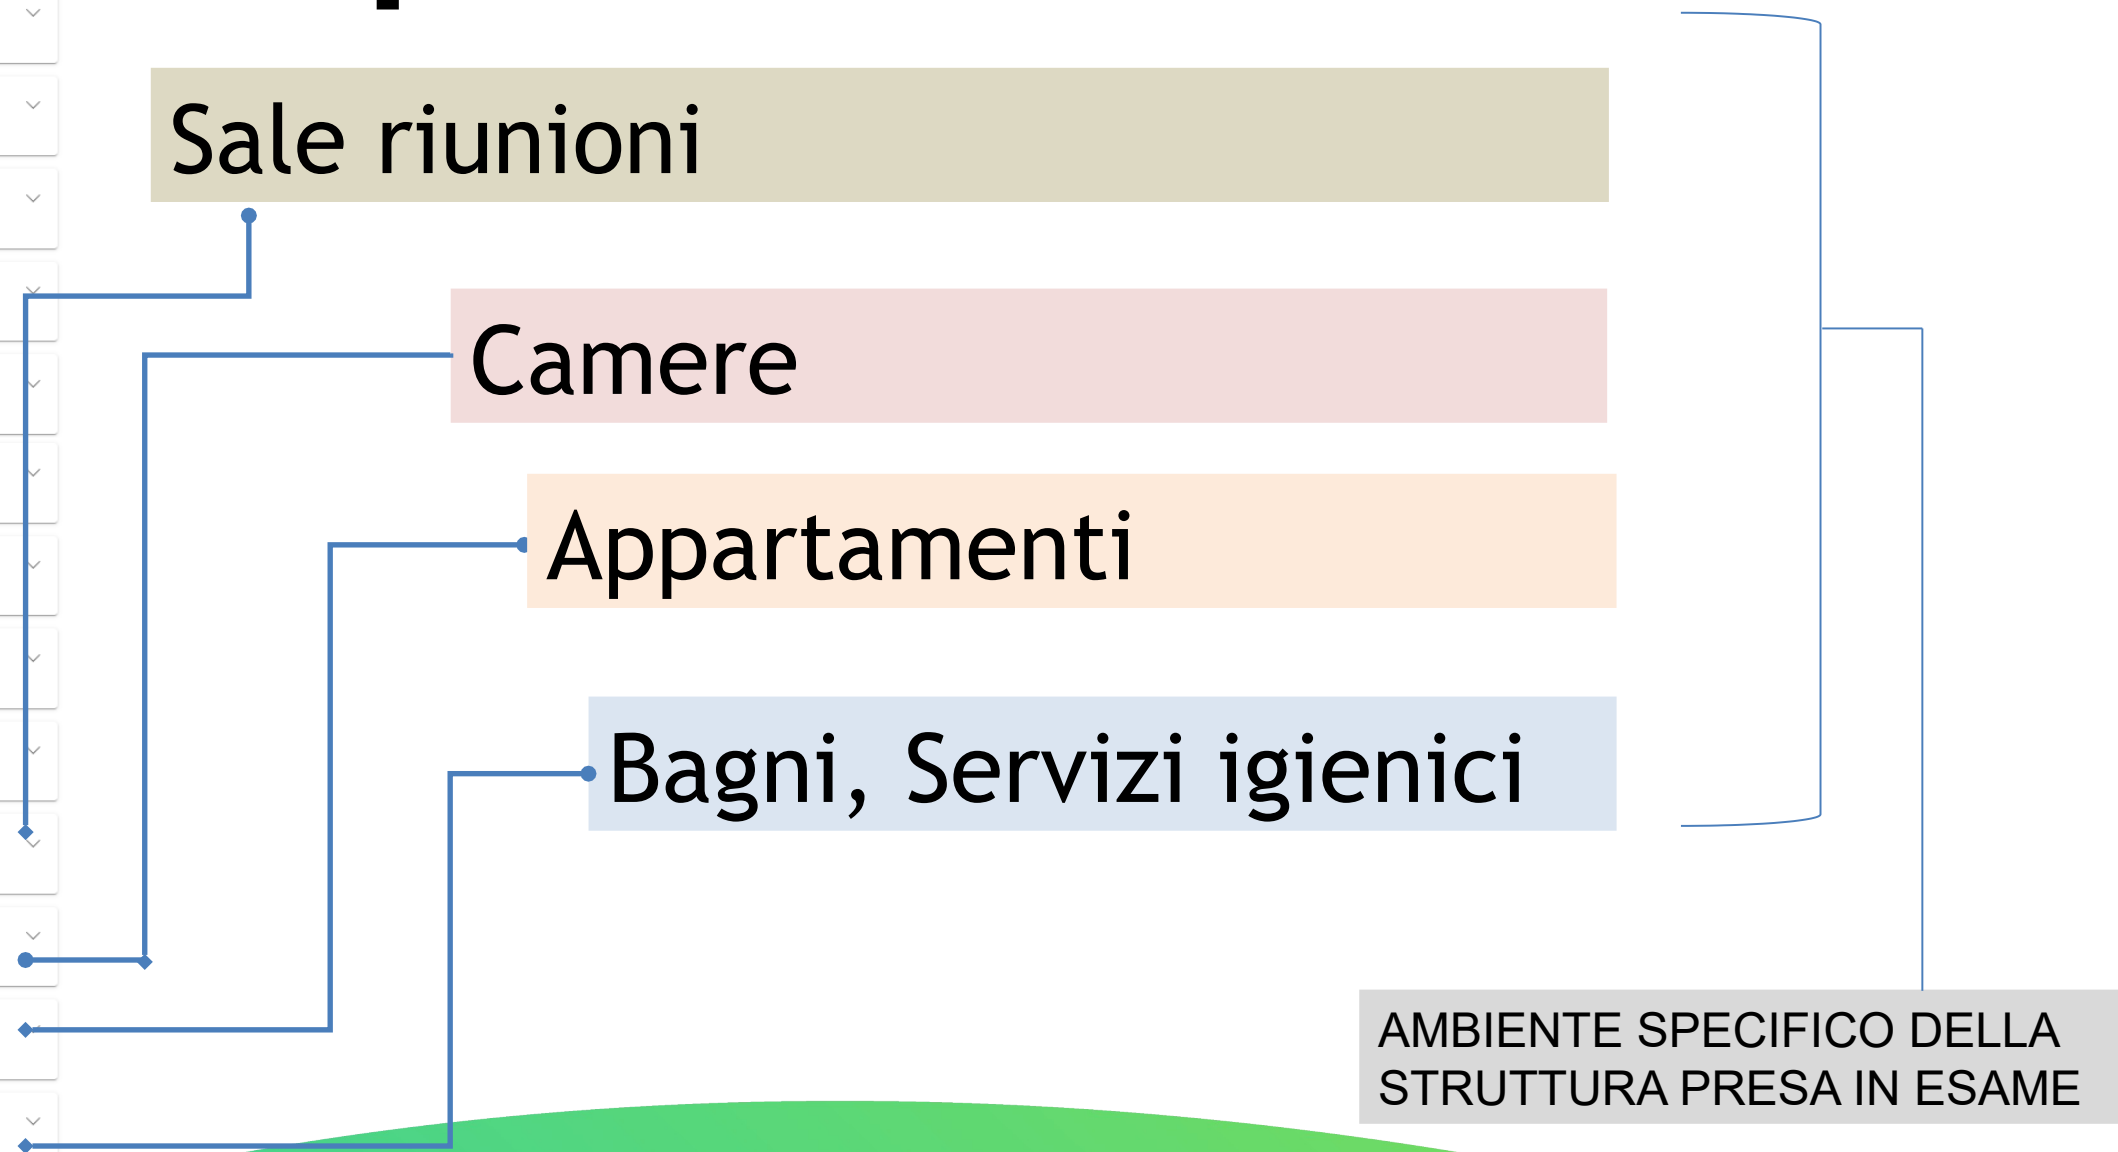 Sale riunioni
Camere
Appartamenti
Bagni, Servizi igienici
AMBIENTE SPECIFICO DELLA
STRUTTURA PRESA IN ESAME